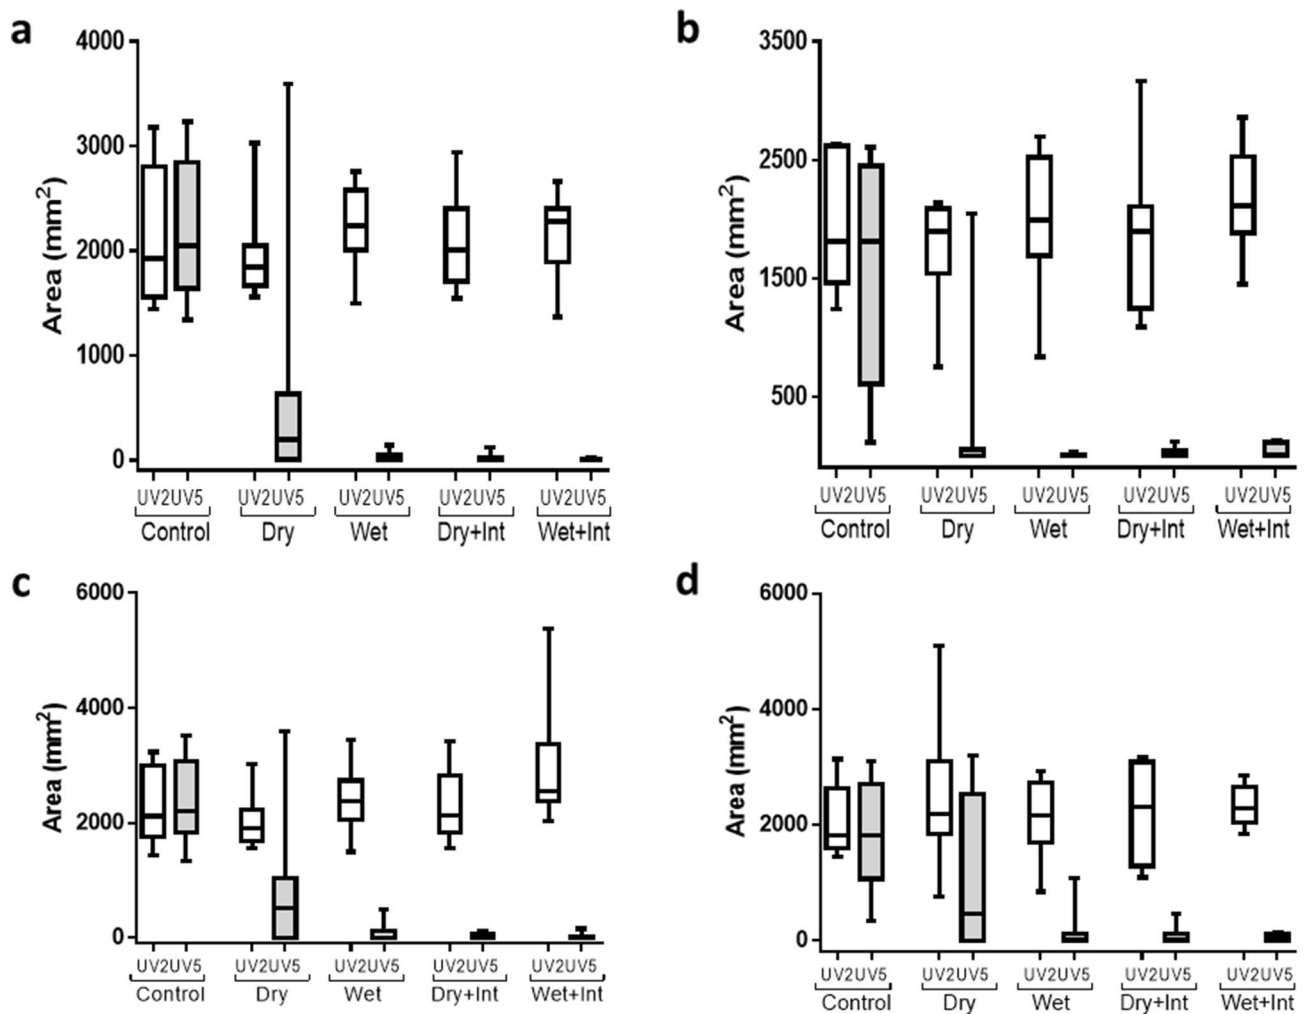 a
4000
3000
2000
1000
0
Area (mm²)
UV2UV5 UV2UV5 UV2UV5 UV2UV5 UV2UV5
Control Dry Wet Dry+Int Wet+Int
b
3500
2500
1500
500
Area (mm²)
UV2UV5 UV2UV5 UV2UV5 UV2UV5 UV2UV5
Control Dry Wet Dry+Int Wet+Int
c
6000
4000
2000
0
Area (mm²)
UV2UV5 UV2UV5 UV2UV5 UV2UV5 UV2UV5
Control Dry Wet Dry+Int Wet+Int
d
6000
4000
2000
0
Area (mm²)
UV2UV5 UV2UV5 UV2UV5 UV2UV5 UV2UV5
Control Dry Wet Dry+Int Wet+Int